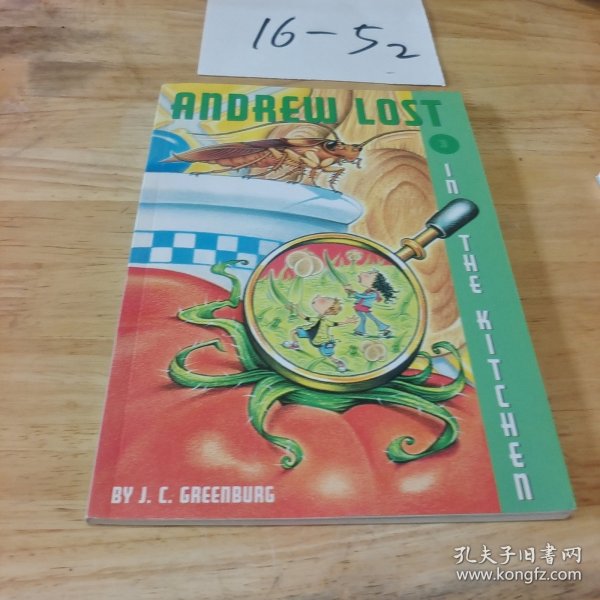 16-52
ANDREW LOST
3
IN THE KITCHEN
BY J. C. GREENBURG
孔夫子旧书网
www.kongfz.com